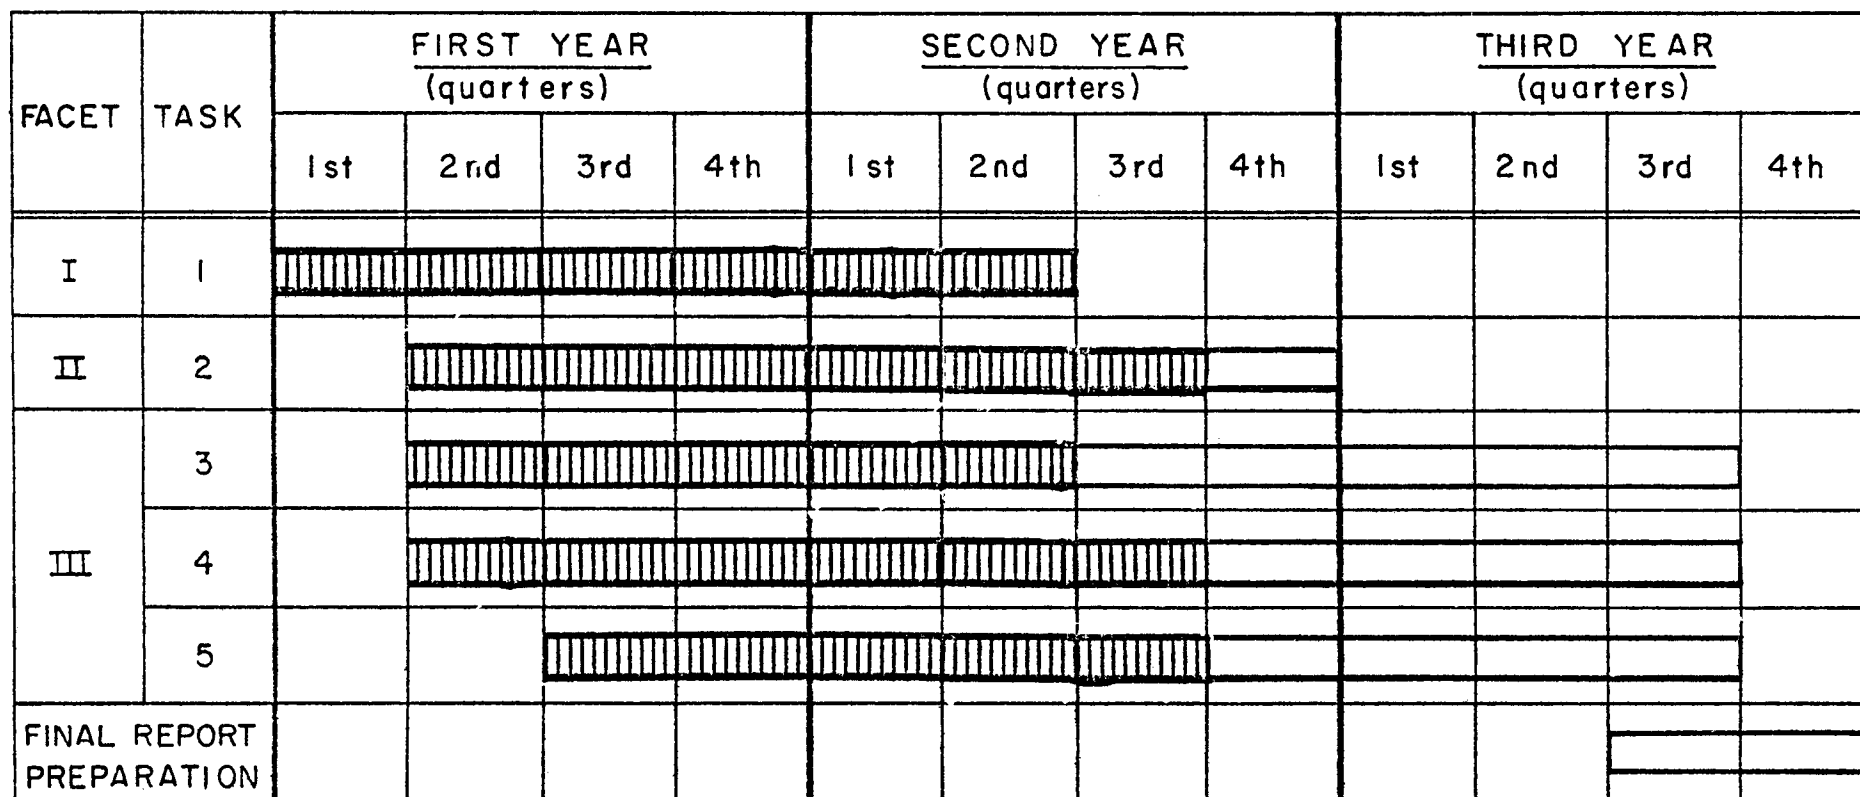 FACET TASK FIRST YEAR SECOND YEAR THIRD YEAR
(quarters) (quarters) (quarters)
1st 2nd 3rd 4th 1st 2nd 3rd 4th 1st 2nd 3rd 4th
I 1
II 2
3
III 4
5
FINAL REPORT
PREPARATION